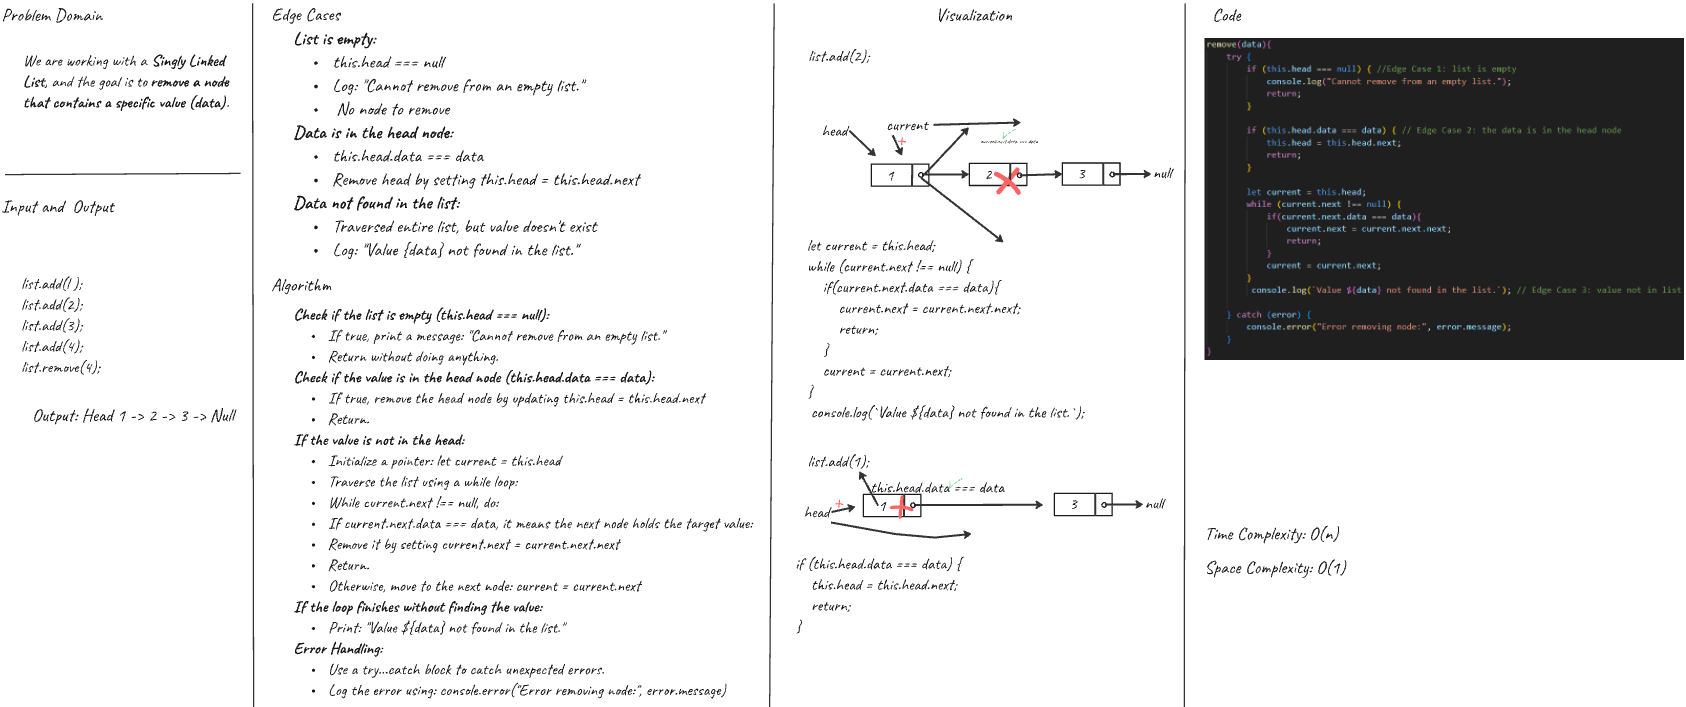 Problem Domain
We are working with a Singly Linked
List, and the goal is to remove a node
that contains a specific value (data).
Input and Output
list.add(1);
list.add(2);
list.add(3);
list.add(4);
list.remove(4);
Output: Head 1 -> 2 -> 3 -> Null
Edge Cases
List is empty:
• this.head === null
• Log: "Cannot remove from an empty list."
• No node to remove
Data is in the head node:
• this.head.data === data
• Remove head by setting this.head = this.head.next
Data not found in the list:
• Traversed entire list, but value doesn't exist
• Log: "Value {data} not found in the list."
Algorithm
Check if the list is empty (this.head === null):
• If true, print a message: "Cannot remove from an empty list."
• Return without doing anything.
Check if the value is in the head node (this.head.data === data):
• If true, remove the head node by updating this.head = this.head.next
• Return.
If the value is not in the head:
• Initialize a pointer: let current = this.head
• Traverse the list using a while loop:
• While current.next !== null, do:
• If current.next.data === data, it means the next node holds the target value:
• Remove it by setting current.next = current.next.next
• Return.
• Otherwise, move to the next node: current = current.next
If the loop finishes without finding the value:
• Print: "Value ${data} not found in the list."
Error Handling:
• Use a try...catch block to catch unexpected errors.
• Log the error using: console.error("Error removing node:", error.message)
Visualization
list.add(2);
head
current
current.next.data === data
1
2
3
null
let current = this.head;
while (current.next !== null) {
if(current.next.data === data){
current.next = current.next.next;
return;
}
current = current.next;
}
console.log(`Value ${data} not found in the list.`);
list.add(1);
this.head.data === data
head
1
3
null
if (this.head.data === data) {
this.head = this.head.next;
return;
}
Code
remove(data){
try {
if (this.head === null) { //Edge Case 1: list is empty
console.log("Cannot remove from an empty list.");
return;
}
if (this.head.data === data) { // Edge Case 2: the data is in the head node
this.head = this.head.next;
return;
}
let current = this.head;
while (current.next !== null) {
if(current.next.data === data){
current.next = current.next.next;
return;
}
current = current.next;
}
console.log(`Value ${data} not found in the list.`); // Edge Case 3: value not in list
} catch (error) {
console.error("Error removing node:", error.message);
}
}
Time Complexity: O(n)
Space Complexity: O(1)